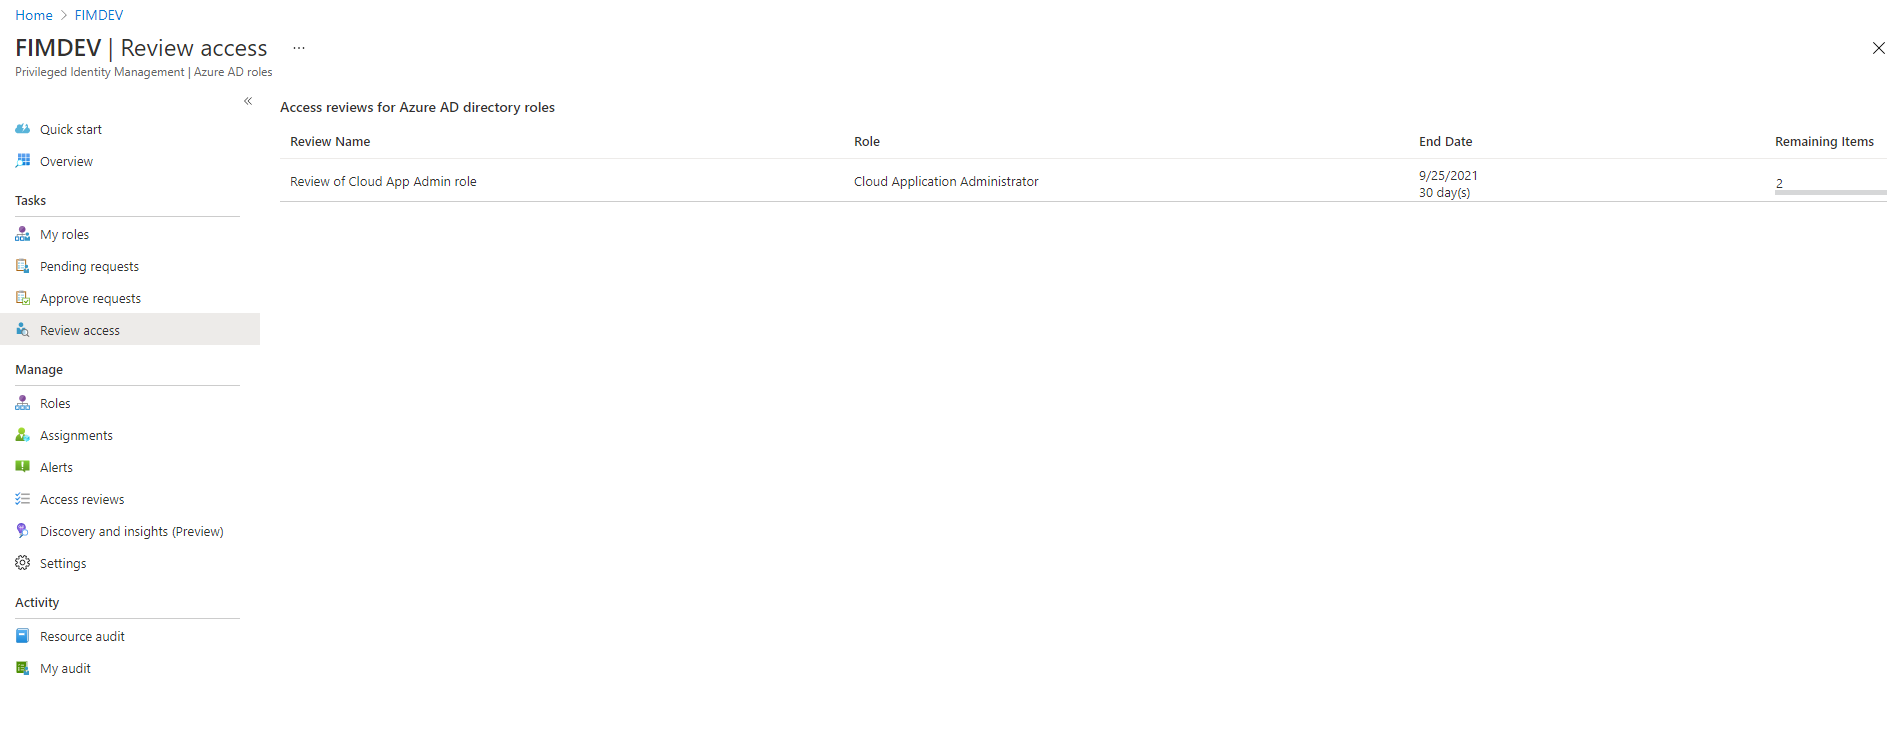 Home > FIMDEV
FIMDEV | Review access ...
Privileged Identity Management | Azure AD roles
«
Quick start
Overview
Tasks
My roles
Pending requests
Approve requests
Review access
Manage
Roles
Assignments
Alerts
Access reviews
Discovery and insights (Preview)
Settings
Activity
Resource audit
My audit
Access reviews for Azure AD directory roles
Review Name Role End Date Remaining Items
Review of Cloud App Admin role Cloud Application Administrator 9/25/2021 2
30 day(s)